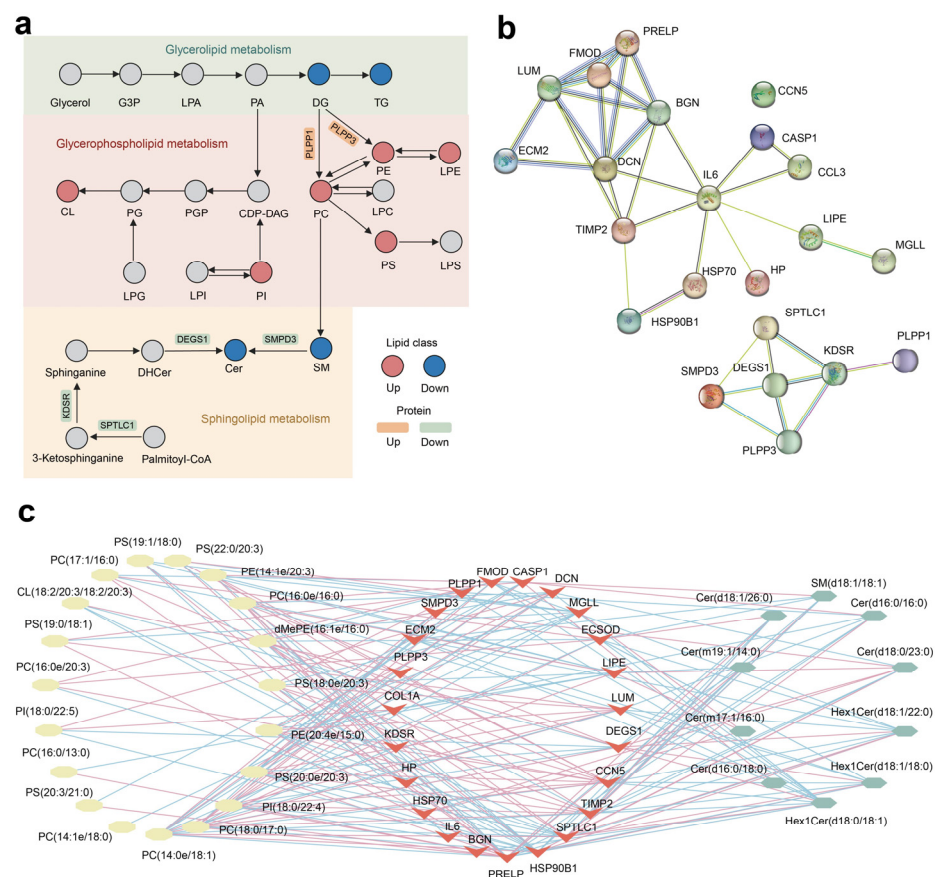 a
Glycerolipid metabolism
Glycerol
G3P
LPA
PA
DG
TG
Glycerophospholipid metabolism
PLPP1
PLPP3
PE
LPE
CL
PG
PGP
CDP-DAG
PC
LPC
PS
LPS
LPG
LPI
PI
DEGS1
SMPD3
Sphinganine
DHCer
Cer
SM
KDSR
Sphingolipid metabolism
SPTLC1
3-Ketosphinganine
Palmitoyl-CoA
Lipid class
Up
Down
Protein
Up
Down
b
PRELP
FMOD
LUM
BGN
CCN5
CASP1
ECM2
DCN
IL6
CCL3
TIMP2
LIPE
MGLL
HSP70
HP
HSP90B1
SPTLC1
PLPP1
KDSR
SMPD3
DEGS1
PLPP3
c
PS(19:1/18:0)
PS(22:0/20:3)
PC(17:1/16:0)
PE(14:1e/20:3)
CL(18:2/20:3/18:2/20:3)
PC(16:0e/16:0)
PS(19:0/18:1)
dMePE(16:1e/16:0)
PC(16:0e/20:3)
PS(18:0e/20:3)
PI(18:0/22:5)
PE(20:4e/15:0)
PC(16:0/13:0)
PS(20:0e/20:3)
PS(20:3/21:0)
PI(18:0/22:4)
PC(14:1e/18:0)
PC(18:0/17:0)
PC(14:0e/18:1)
FMOD
CASP1
DCN
PLPP1
MGLL
SMPD3
ECM2
ECSOD
PLPP3
LIPE
COL1A
LUM
KDSR
DEGS1
HP
CCN5
HSP70
TIMP2
IL6
SPTLC1
BGN
PRELP
HSP90B1
SM(d18:1/18:1)
Cer(d18:1/26:0)
Cer(d16:0/16:0)
Cer(m19:1/14:0)
Cer(d18:0/23:0)
Cer(m17:1/16:0)
Hex1Cer(d18:1/22:0)
Cer(d16:0/18:0)
Hex1Cer(d18:1/18:0)
Hex1Cer(d18:0/18:1)